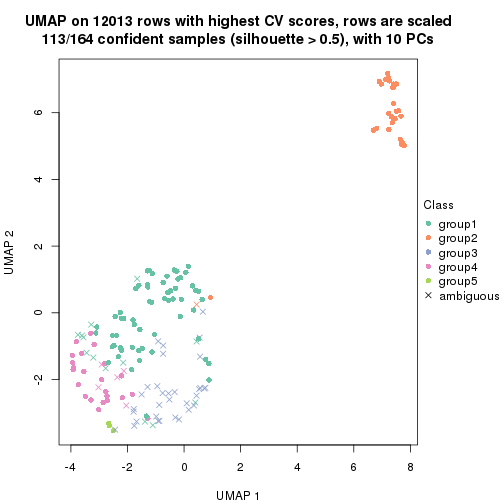 UMAP on 12013 rows with highest CV scores, rows are scaled
113/164 confident samples (silhouette > 0.5), with 10 PCs
6
4
2
0
-2
UMAP 2
-4
-2
0
2
4
6
8
UMAP 1
Class
group1
group2
group3
group4
group5
ambiguous